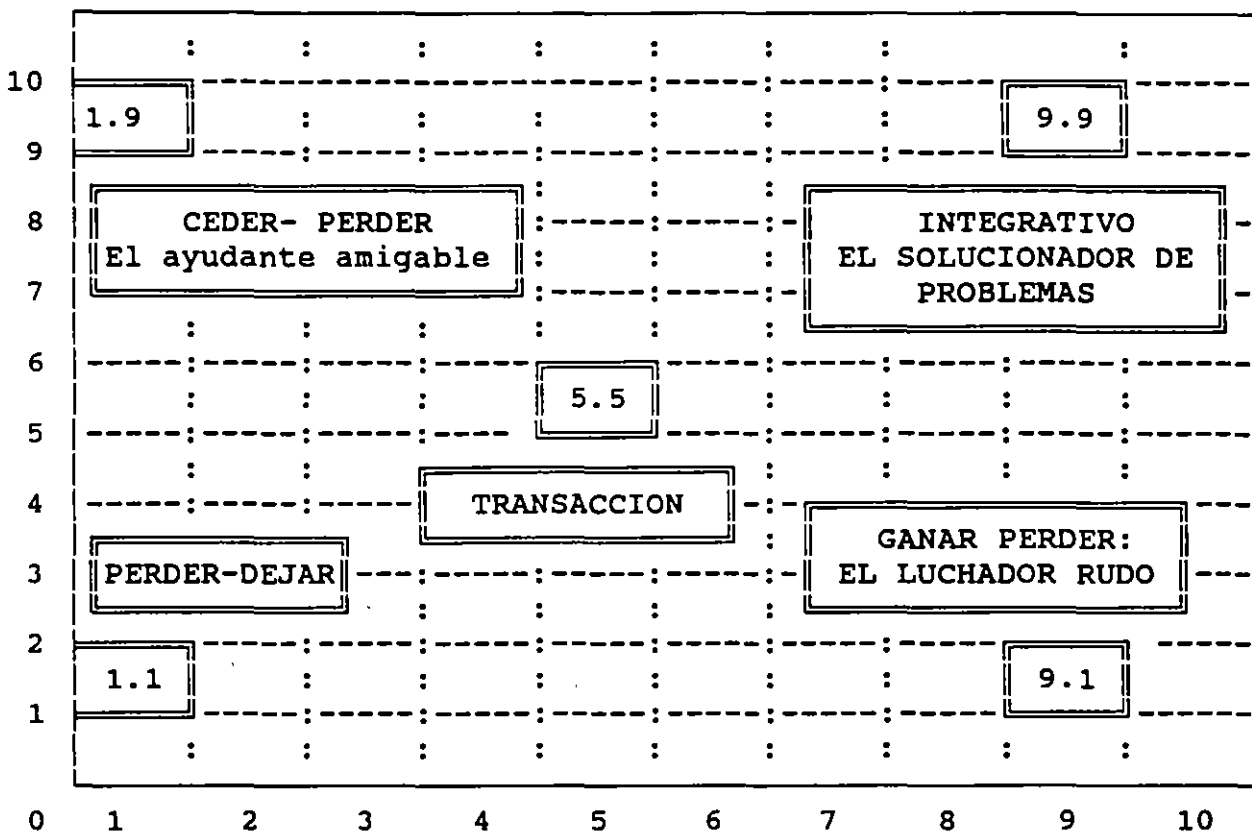 10
1.9 9.9
9
8 CEDER- PERDER INTEGRATIVO
El ayudante amigable EL SOLUCIONADOR DE
7 PROBLEMAS
6
5.5
5
4 TRANSACCION
GANAR PERDER:
3 PERDER-DEJAR EL LUCHADOR RUDO
2
1.1 9.1
1
0 1 2 3 4 5 6 7 8 9 10